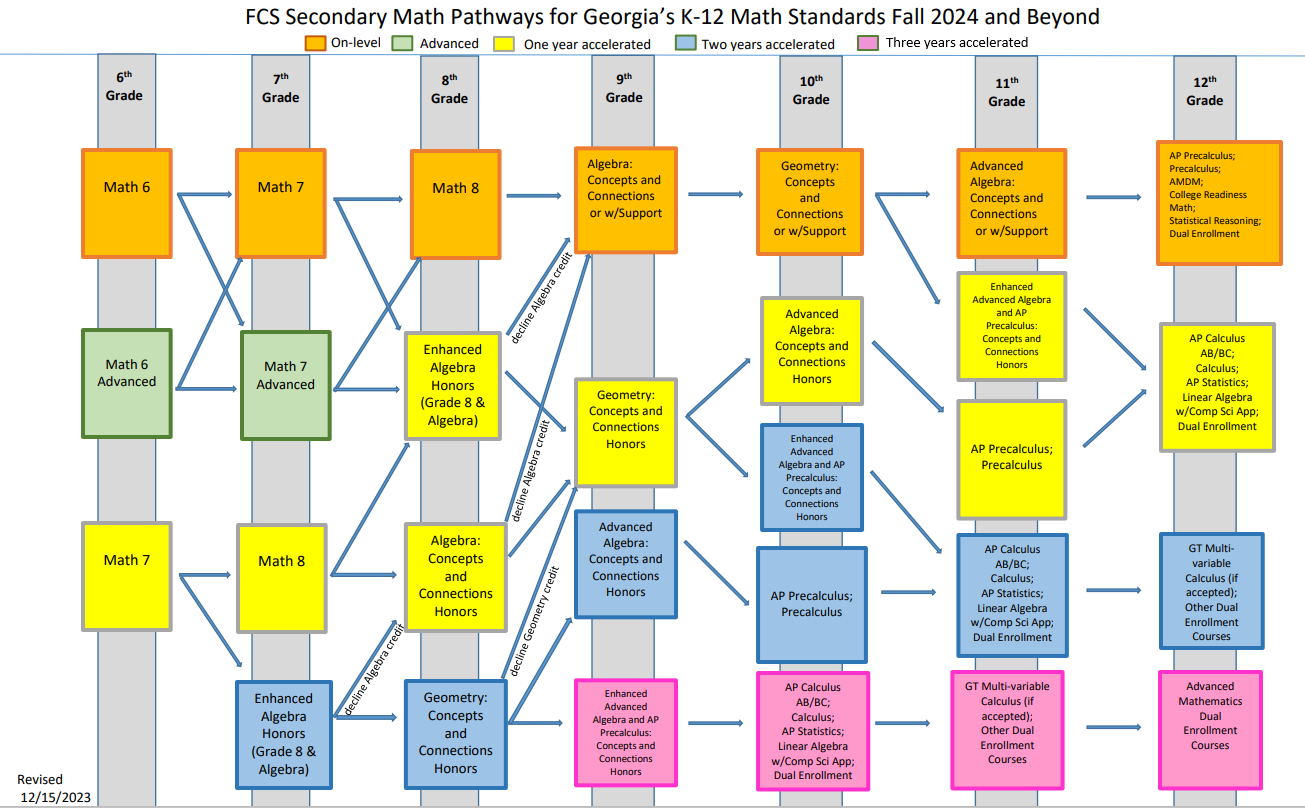 FCS Secondary Math Pathways for Georgia's K-12 Math Standards Fall 2024 and Beyond
On-level
Advanced
One year accelerated
Two years accelerated
Three years accelerated
6th
Grade
7th
Grade
8th
Grade
9th
Grade
10th
Grade
11th
Grade
12th
Grade
Math 6
Math 7
Math 8
Algebra:
Concepts and
Connections
or w/Support
Geometry:
Concepts
and
Connections
or w/Support
Advanced
Algebra:
Concepts and
Connections
or w/Support
AP Precalculus;
Precalculus;
AMDM;
College Readiness
Math;
Statistical Reasoning;
Dual Enrollment
Math 6
Advanced
Math 7
Advanced
Enhanced
Algebra
Honors
(Grade 8 &
Algebra)
decline Algebra credit
decline Algebra credit
Geometry:
Concepts and
Connections
Honors
Advanced
Algebra:
Concepts and
Connections
Honors
Enhanced
Advanced Algebra
and AP
Precalculus:
Concepts and
Connections
Honors
AP Calculus
AB/BC;
Calculus;
AP Statistics;
Linear Algebra
w/Comp Sci App;
Dual Enrollment
Enhanced
Advanced
Algebra and AP
Precalculus:
Concepts and
Connections
Honors
AP Precalculus;
Precalculus
Math 7
Math 8
Algebra:
Concepts
and
Connections
Honors
Advanced
Algebra:
Concepts and
Connections
Honors
AP Precalculus;
Precalculus
AP Calculus
AB/BC;
Calculus;
AP Statistics;
Linear Algebra
w/Comp Sci App;
Dual Enrollment
GT Multi-
variable
Calculus (if
accepted);
Other Dual
Enrollment
Courses
decline Algebra credit
decline Geometry credit
Enhanced
Algebra
Honors
(Grade 8 &
Algebra)
Geometry:
Concepts
and
Connections
Honors
Enhanced
Advanced
Algebra and AP
Precalculus:
Concepts and
Connections
Honors
AP Calculus
AB/BC;
Calculus;
AP Statistics;
Linear Algebra
w/Comp Sci App;
Dual Enrollment
GT Multi-variable
Calculus (if
accepted);
Other Dual
Enrollment
Courses
Advanced
Mathematics
Dual
Enrollment
Courses
Revised
12/15/2023